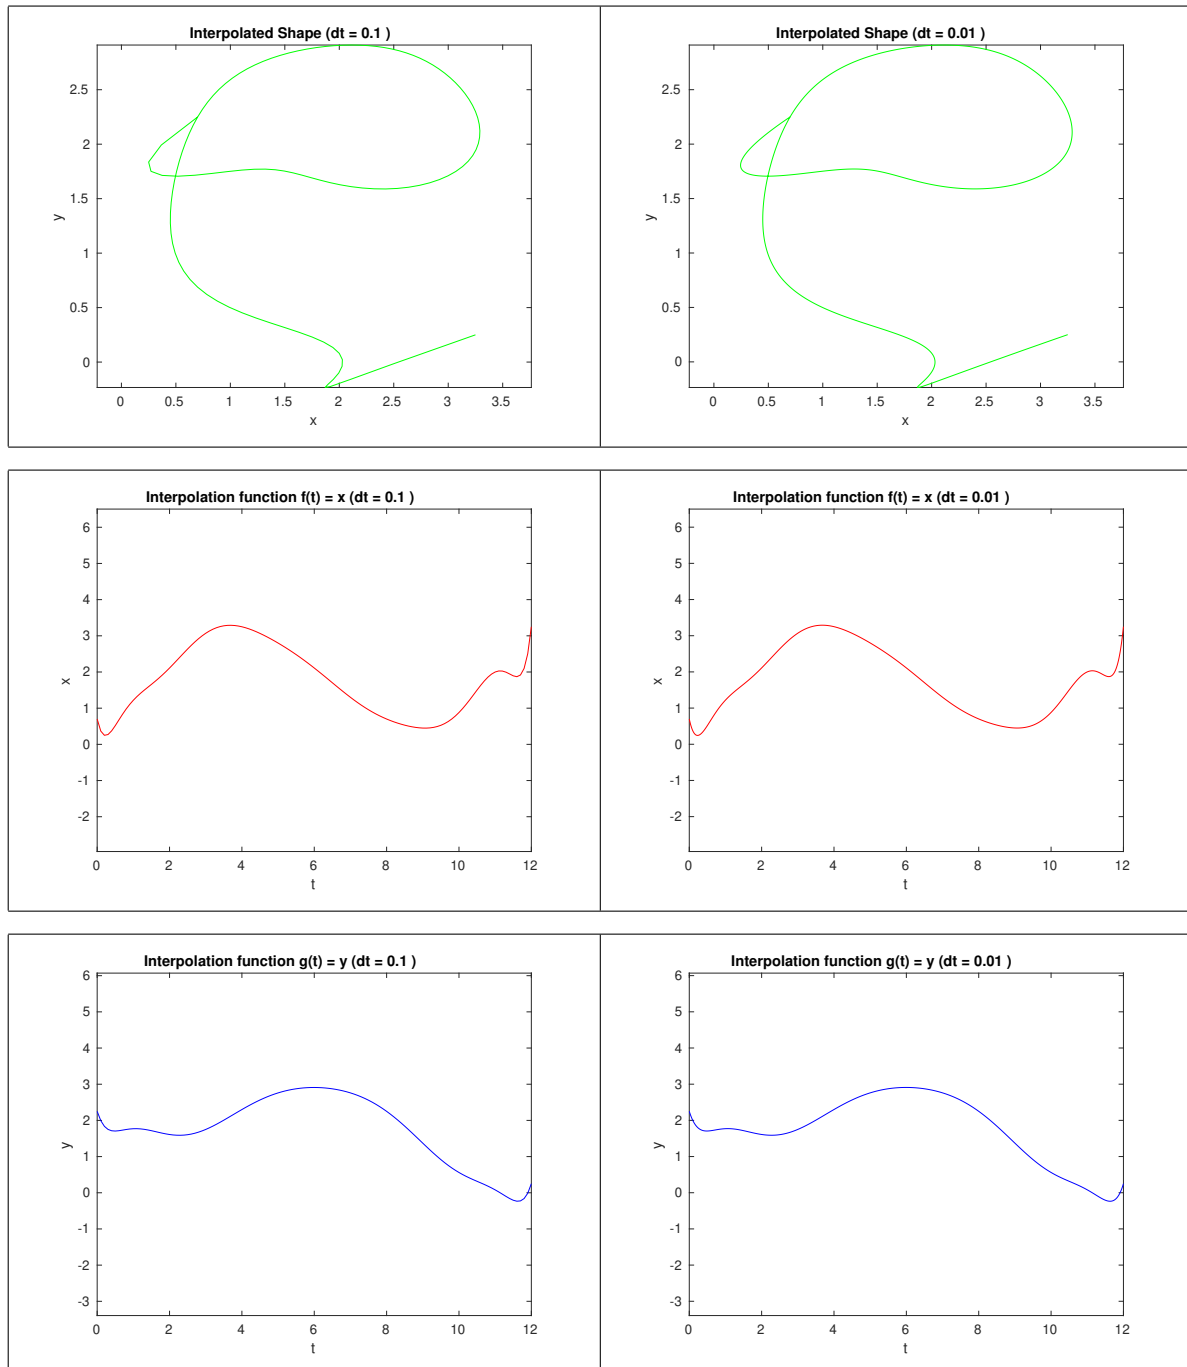 Interpolated Shape (dt = 0.1 )
2.5
2
1.5
1
0.5
0
y
0 0.5 1 1.5 2 2.5 3 3.5
x
Interpolated Shape (dt = 0.01 )
2.5
2
1.5
1
0.5
0
y
0 0.5 1 1.5 2 2.5 3 3.5
x
Interpolation function f(t) = x (dt = 0.1 )
6
5
4
3
2
1
0
-1
-2
x
0 2 4 6 8 10 12
t
Interpolation function f(t) = x (dt = 0.01 )
6
5
4
3
2
1
0
-1
-2
x
0 2 4 6 8 10 12
t
Interpolation function g(t) = y (dt = 0.1 )
6
5
4
3
2
1
0
-1
-2
-3
y
0 2 4 6 8 10 12
t
Interpolation function g(t) = y (dt = 0.01 )
6
5
4
3
2
1
0
-1
-2
-3
y
0 2 4 6 8 10 12
t